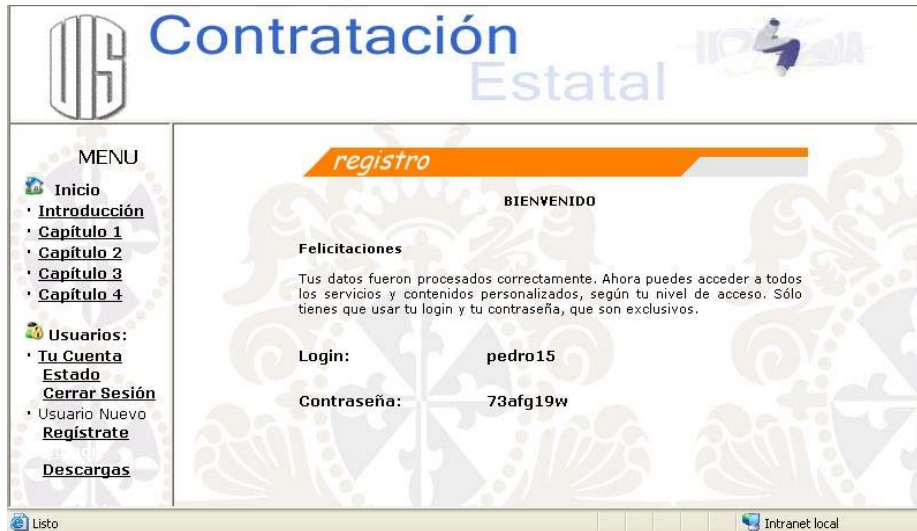 UIS
Contratación
Estatal
MENU
Inicio
· Introducción
· Capítulo 1
· Capítulo 2
· Capítulo 3
· Capítulo 4
Usuarios:
· Tu Cuenta
Estado
Cerrar Sesión
· Usuario Nuevo
Regístrate
Descargas
registro
BIENVENIDO
Felicitaciones
Tus datos fueron procesados correctamente. Ahora puedes acceder a todos
los servicios y contenidos personalizados, según tu nivel de acceso. Sólo
tienes que usar tu login y tu contraseña, que son exclusivos.
Login: pedro15
Contraseña: 73afg19w
Listo
Intranet local